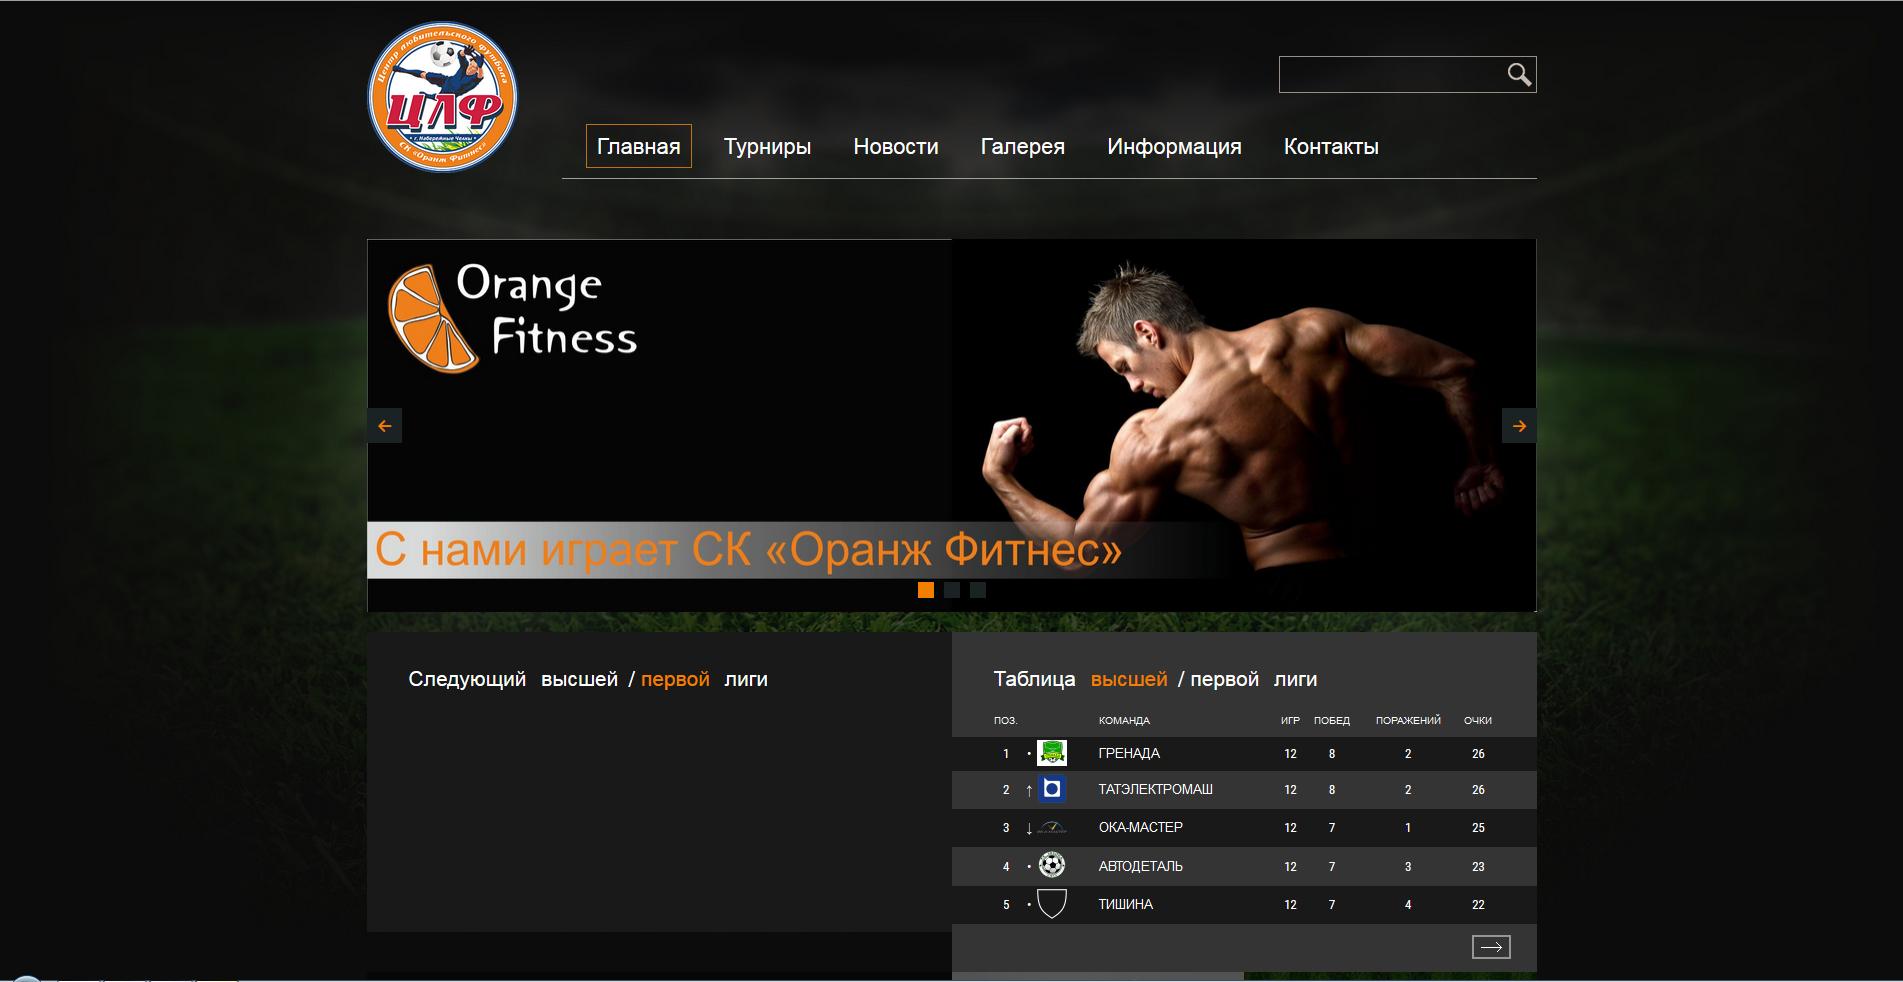 Центр любительского футбола
ЦЛФ
г. Набережные Челны
СК «Оранж Фитнес»
Главная Турниры Новости Галерея Информация Контакты
Orange
Fitness
С нами играет СК «Оранж Фитнес»
Следующий высшей / первой лиги
Таблица высшей / первой лиги
ПОЗ. КОМАНДА ИГР ПОБЕД ПОРАЖЕНИЙ ОЧКИ
1 • ГРЕНАДА 12 8 2 26
2 ↑ ТАТЭЛЕКТРОМАШ 12 8 2 26
3 ↓ ОКА-МАСТЕР 12 7 1 25
4 • АВТОДЕТАЛЬ 12 7 3 23
5 • ТИШИНА 12 7 4 22